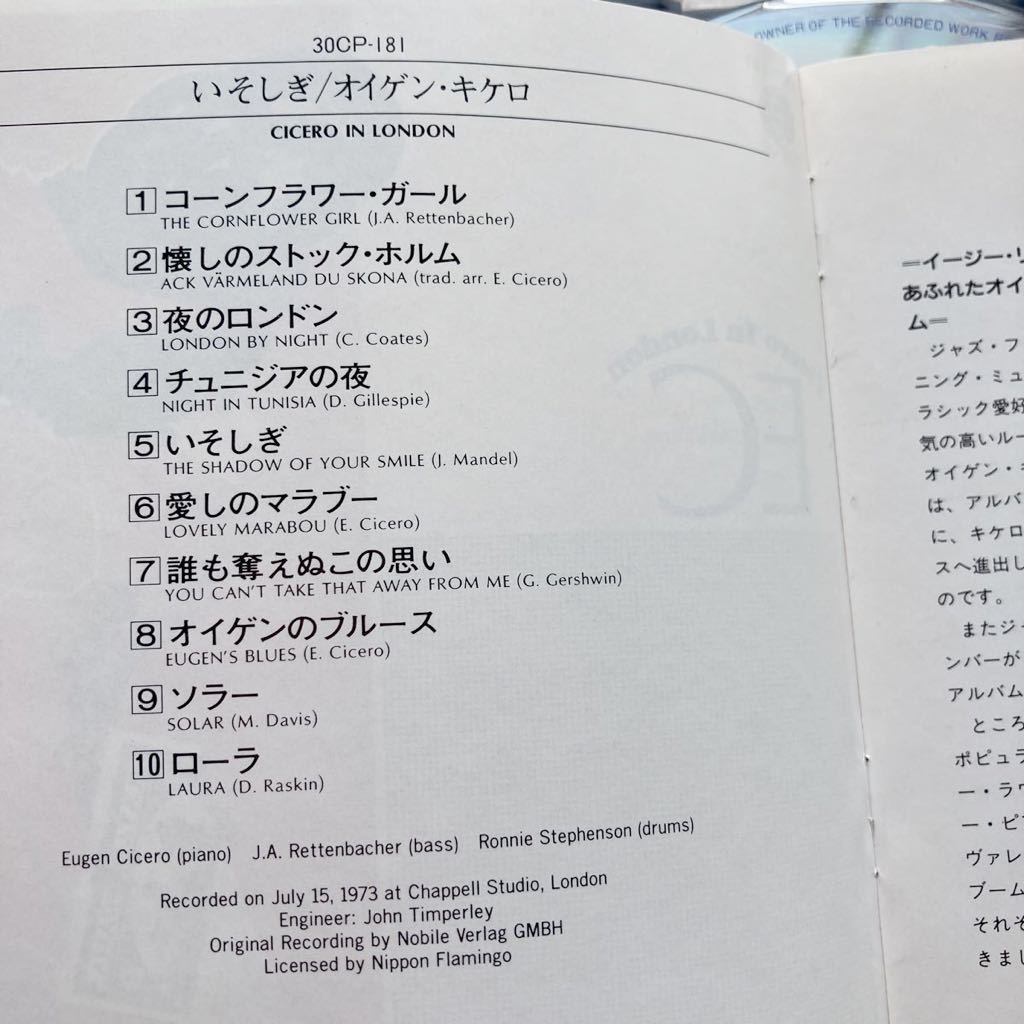 OWNER OF THE RECORDED WORK
30CP-181
いそしぎ/オイゲン・キケロ
CICERO IN LONDON
1 コーンフラワー・ガール
THE CORNFLOWER GIRL (J.A. Rettenbacher)
2 懐しのストック・ホルム
ACK VÄRMELAND DU SKONA (trad. arr. E. Cicero)
3 夜のロンドン
LONDON BY NIGHT (C. Coates)
4 チュニジアの夜
NIGHT IN TUNISIA (D. Gillespie)
5 いそしぎ
THE SHADOW OF YOUR SMILE (J. Mandel)
6 愛しのマラブー
LOVELY MARABOU (E. Cicero)
7 誰も奪えぬこの思い
YOU CAN'T TAKE THAT AWAY FROM ME (G. Gershwin)
8 オイゲンのブルース
EUGEN'S BLUES (E. Cicero)
9 ソラー
SOLAR (M. Davis)
10 ローラ
LAURA (D. Raskin)
Eugen Cicero (piano) J.A. Rettenbacher (bass) Ronnie Stephenson (drums)
Recorded on July 15, 1973 at Chappell Studio, London
Engineer: John Timperley
Original Recording by Nobile Verlag GMBH
Licensed by Nippon Flamingo
=イージー・リ
あふれたオイ
ム=
ジャズ・フ
ニング・ミュ
ラシック愛好
気の高いルー
オイゲン・キ
は、アルバ
に、キケロ
スへ進出し
のです。
またジャ
ンバーが
アルバム
ところ
ポピュラ
ー・ラウ
ー・ピア
ヴァレ
ブーム
それぞ
きまし